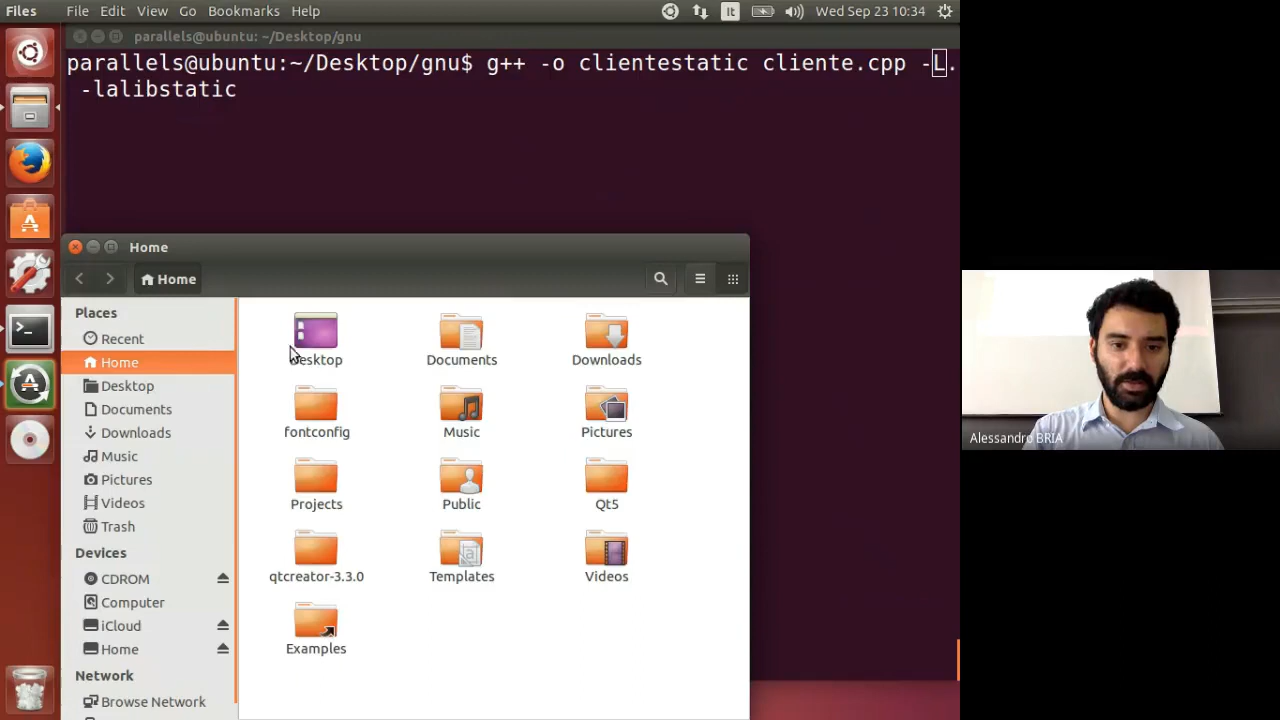 Files File Edit View Go Bookmarks Help It Wed Sep 23 10:34
parallels@ubuntu: ~/Desktop/gnu
parallels@ubuntu:~/Desktop/gnu$ g++ -o clientestatic cliente.cpp -L.
-lalibstatic
Home
Home
Places
Recent
Home
Desktop
Documents
Downloads
Music
Pictures
Videos
Trash
Devices
CDROM
Computer
iCloud
Home
Network
Browse Network
Desktop Documents Downloads
fontconfig Music Pictures
Projects Public Qt5
qtcreator-3.3.0 Templates Videos
Examples
Alessandro BRIA